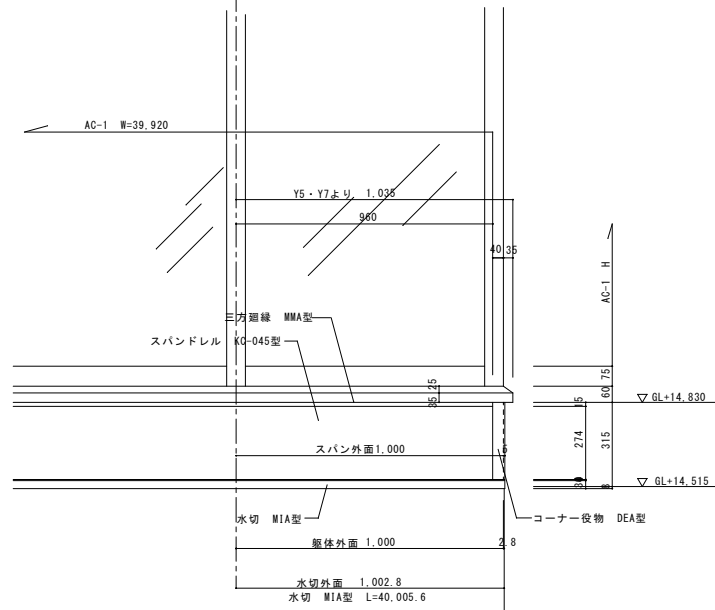 AC-1 W=39,920
Y5・Y7より 1,035
960
40 35
AC-1 H
三方廻縁 MMA型
スパンドレル KC-045型
75
25
60
35
15
GL+14,830
274
315
スパン外面1,000
5
30
8
GL+14,515
水切 MIA型
コーナー役物 DEA型
躯体外面 1,000
2.8
水切外面 1,002.8
水切 MIA型 L=40,005.6